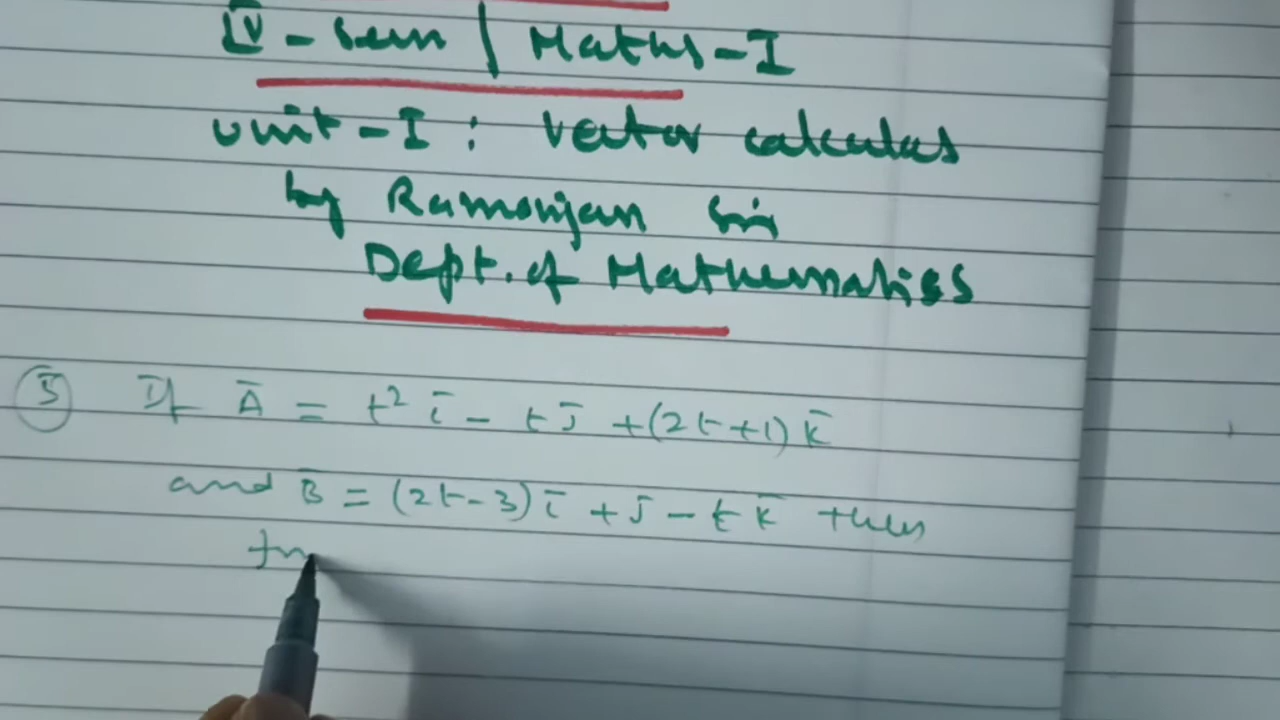 IV - Sem | Maths - I
Unit - I : Vector calculus
by Ramanjan Sir
Dept. of Mathematics
⑤ If A̅ = t² i̅ - t j̅ + (2t+1) k̅
and B̅ = (2t-3) i̅ + j̅ - t k̅ then